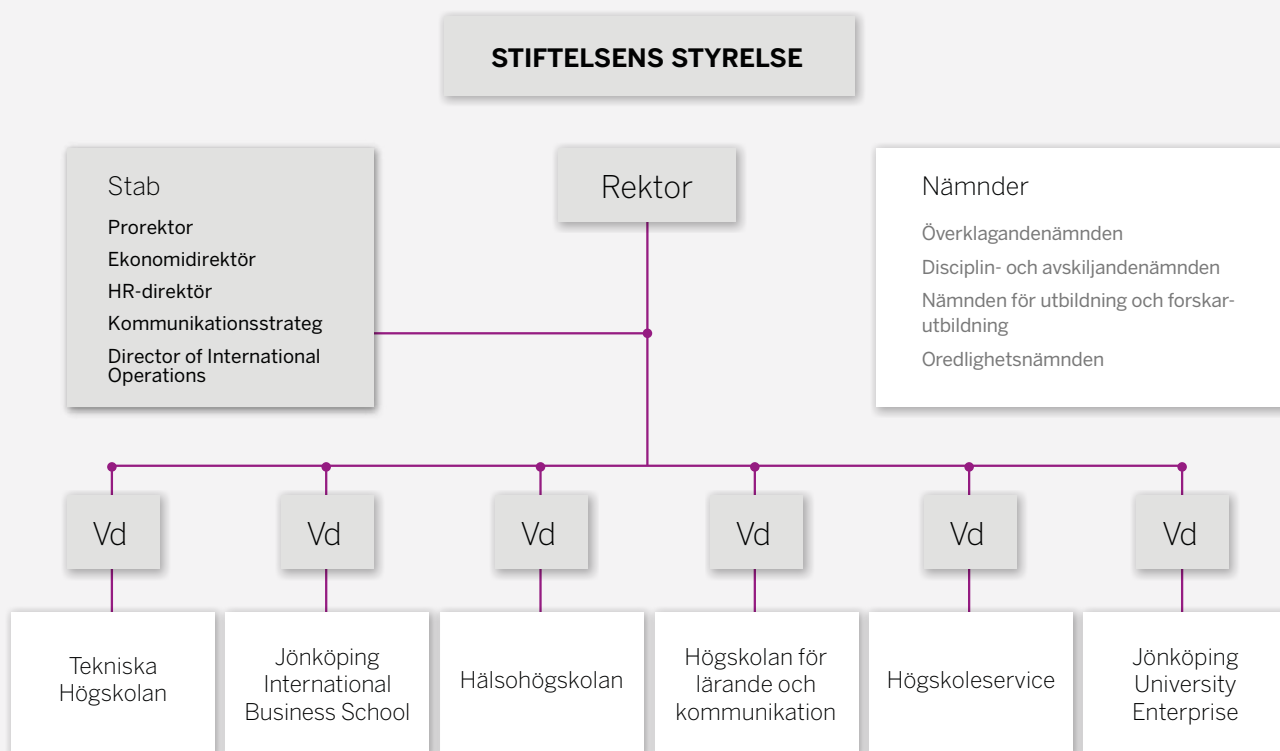 STIFTELSENS STYRELSE
Stab
Prorektor
Ekonomidirektör
HR-direktör
Kommunikationsstrateg
Director of International
Operations
Rektor
Nämnder
Överklagandenämnden
Disciplin- och avskiljandenämnden
Nämnden för utbildning och forskar-
utbildning
Oredlighetsnämnden
Vd
Vd
Vd
Vd
Vd
Vd
Tekniska
Högskolan
Jönköping
International
Business School
Hälsohögskolan
Högskolan för
lärande och
kommunikation
Högskoleservice
Jönköping
University
Enterprise